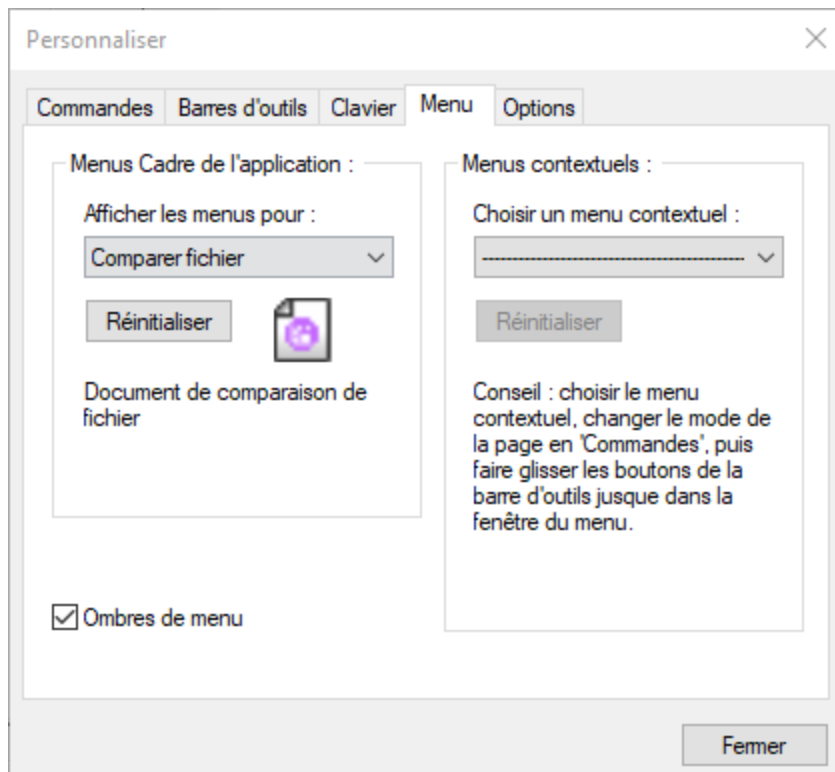 Personnaliser
Commandes
Barres d'outils
Clavier
Menu
Options
Menus Cadre de l'application :
Afficher les menus pour :
Comparer fichier
Réinitialiser
Document de comparaison de
fichier
Menus contextuels :
Choisir un menu contextuel :
--------------------------------------------
Réinitialiser
Conseil : choisir le menu
contextuel, changer le mode de
la page en 'Commandes', puis
faire glisser les boutons de la
barre d'outils jusque dans la
fenêtre du menu.
Ombres de menu
Fermer